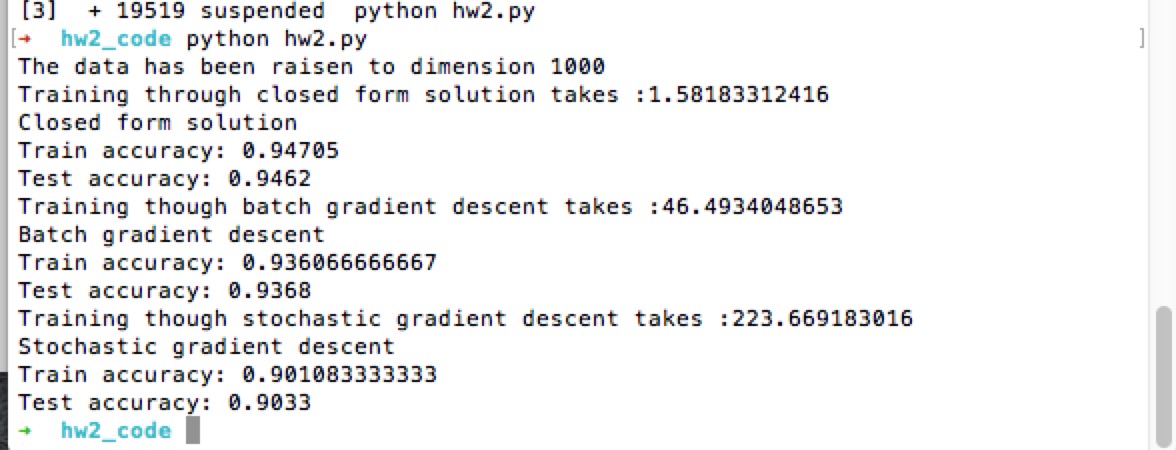 [3]  + 19519 suspended  python hw2.py
[→  hw2_code python hw2.py ]
The data has been raisen to dimension 1000
Training through closed form solution takes :1.58183312416
Closed form solution
Train accuracy: 0.94705
Test accuracy: 0.9462
Training though batch gradient descent takes :46.4934048653
Batch gradient descent
Train accuracy: 0.936066666667
Test accuracy: 0.9368
Training though stochastic gradient descent takes :223.669183016
Stochastic gradient descent
Train accuracy: 0.901083333333
Test accuracy: 0.9033
→  hw2_code